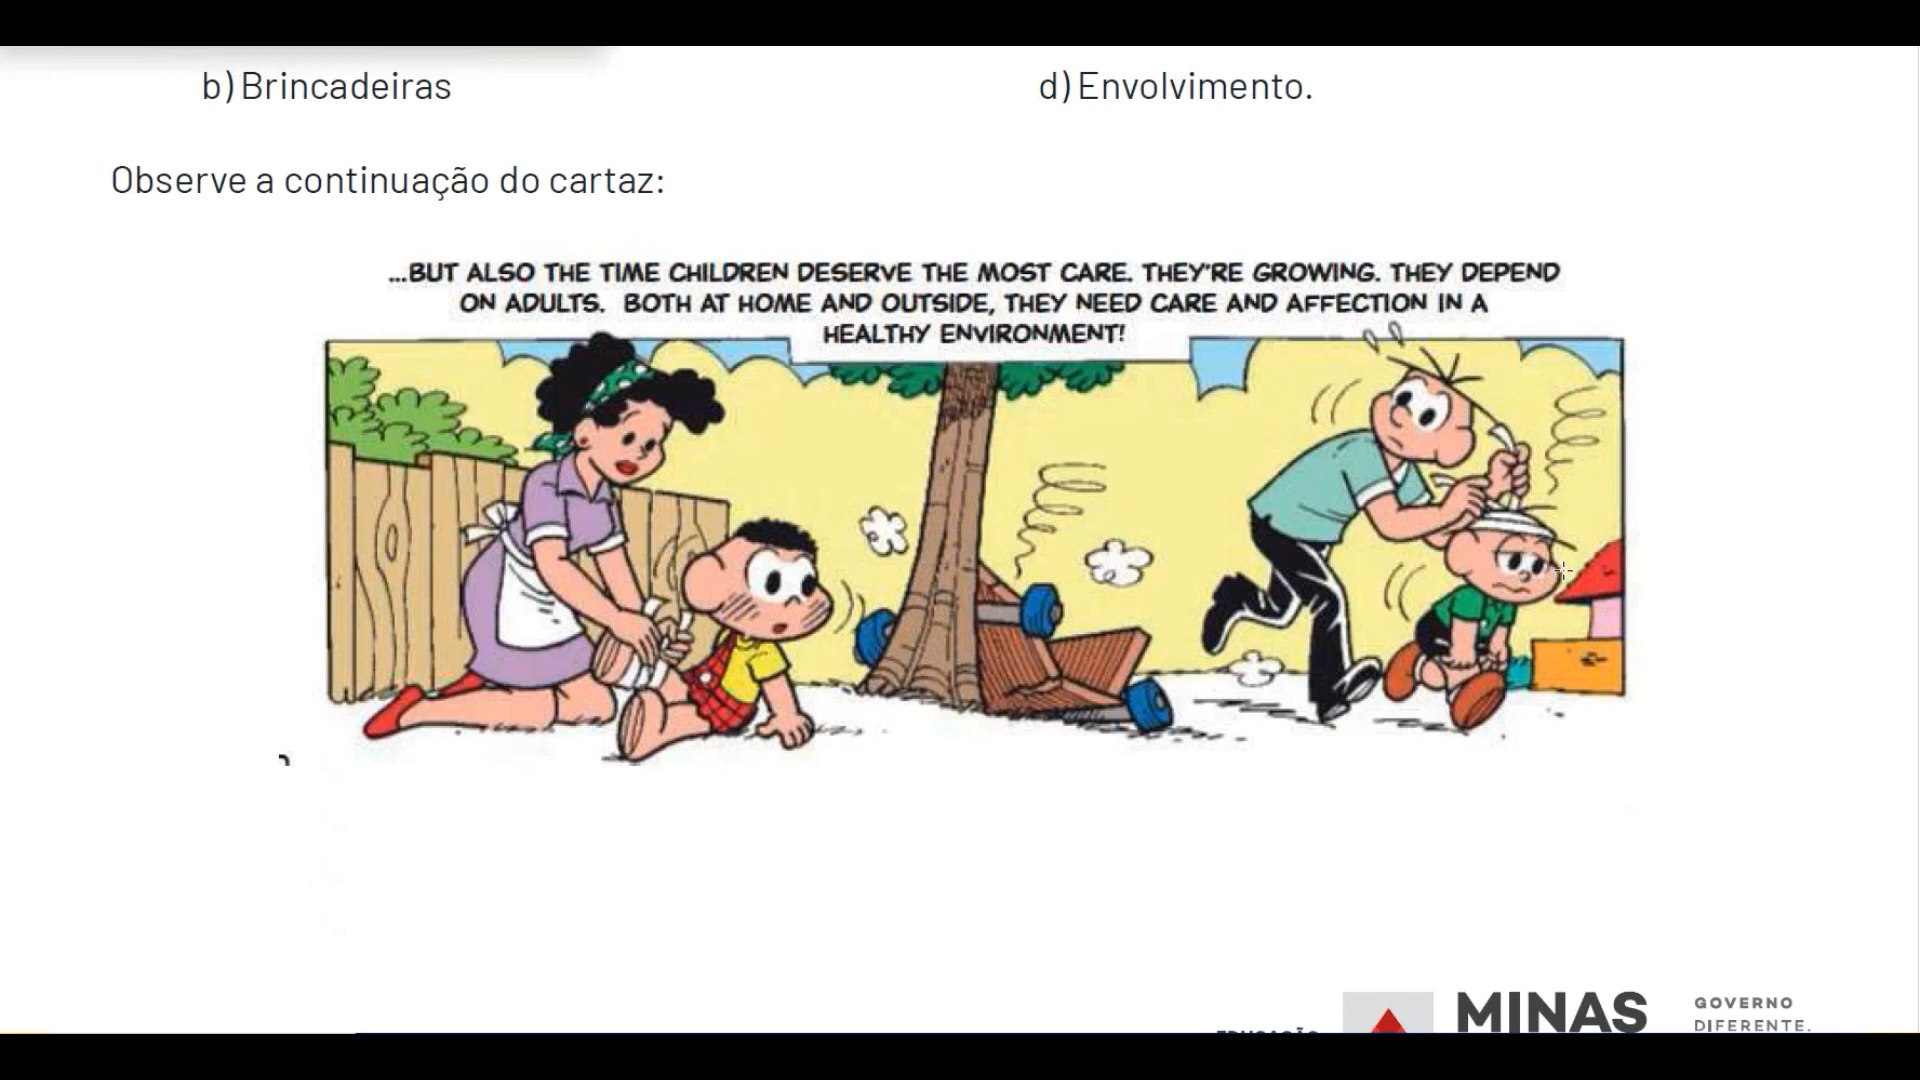 b) Brincadeiras
d) Envolvimento.
Observe a continuação do cartaz:
...BUT ALSO THE TIME CHILDREN DESERVE THE MOST CARE. THEY'RE GROWING. THEY DEPEND
ON ADULTS. BOTH AT HOME AND OUTSIDE, THEY NEED CARE AND AFFECTION IN A
HEALTHY ENVIRONMENT!
MINAS
GOVERNO
DIFERENTE.